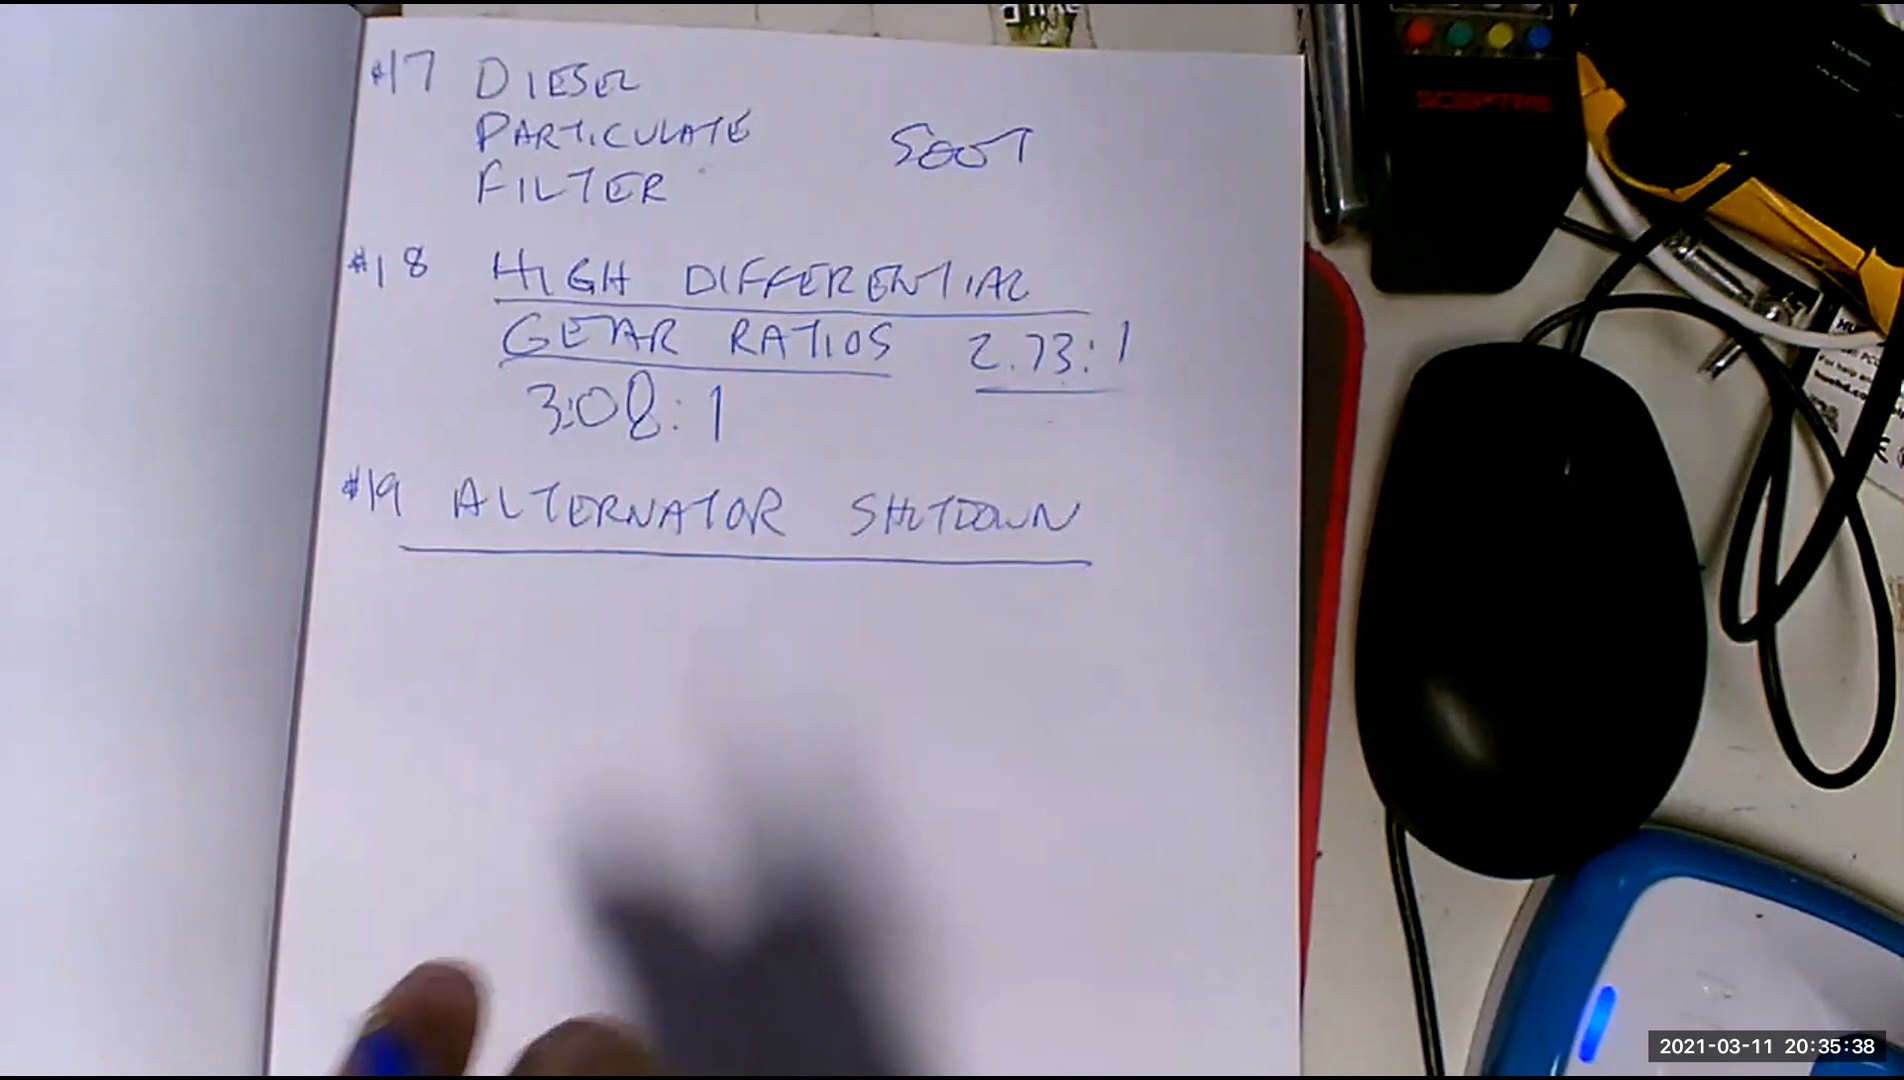 #17 DIESEL
PARTICULATE
FILTER
SOOT
#18 HIGH DIFFERENTIAL
GEAR RATIOS 2.73:1
3:08:1
#19 ALTERNATOR SHUTDOWN
SCEPTRE
2021-03-11 20:35:38